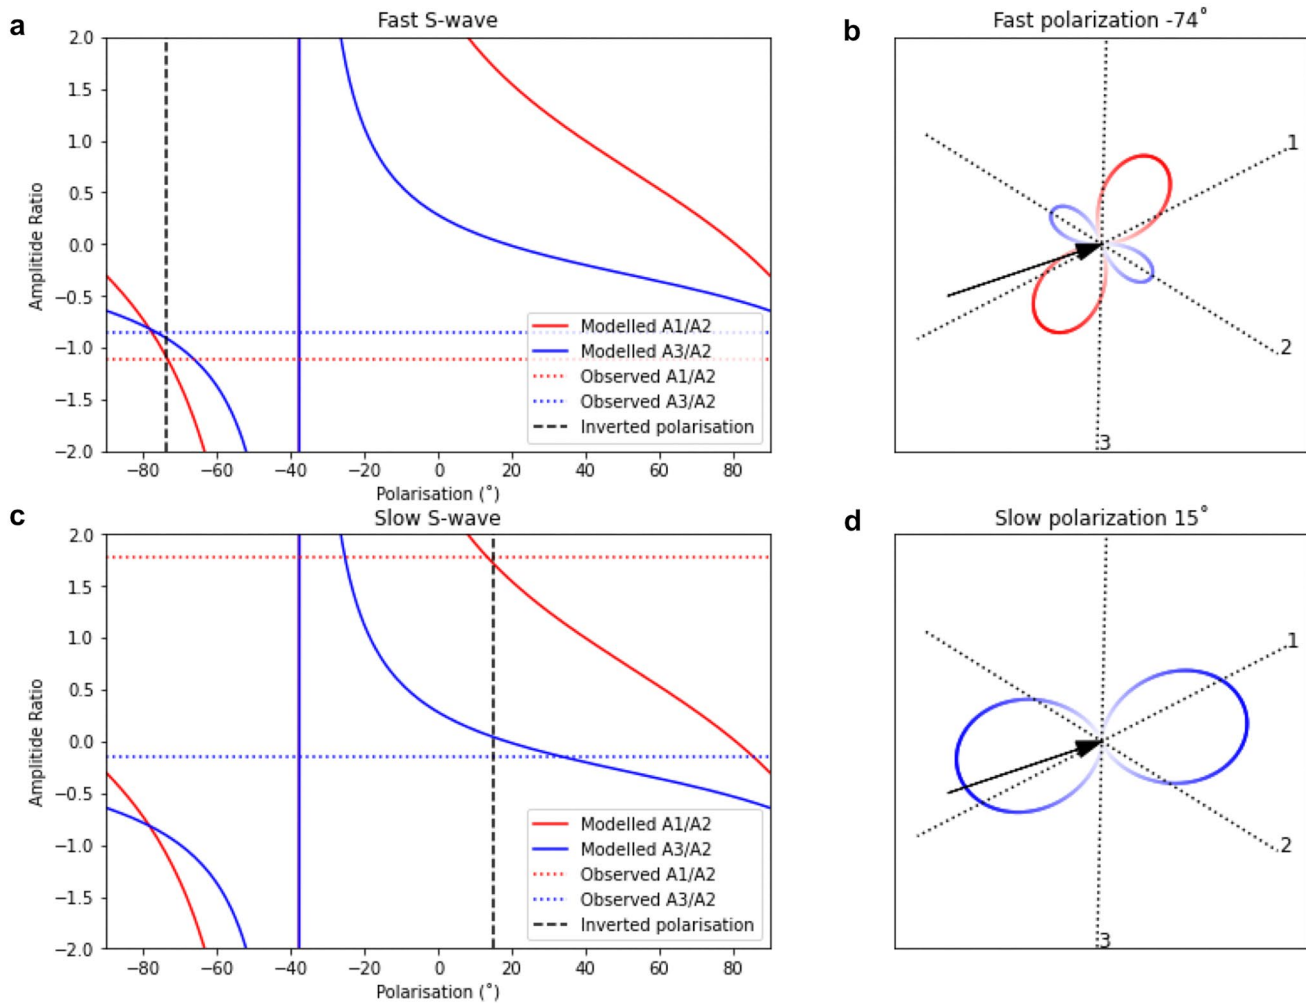 a
Fast S-wave
b
Fast polarization -74˚
2.0
1.5
1.0
0.5
0.0
−0.5
−1.0
−1.5
−2.0
Amplitide Ratio
Modelled A1/A2
Modelled A3/A2
Observed A1/A2
Observed A3/A2
Inverted polarisation
−80 −60 −40 −20 0 20 40 60 80
Polarisation (˚)
1
2
3
c
Slow S-wave
d
Slow polarization 15˚
2.0
1.5
1.0
0.5
0.0
−0.5
−1.0
−1.5
−2.0
Amplitide Ratio
Modelled A1/A2
Modelled A3/A2
Observed A1/A2
Observed A3/A2
Inverted polarisation
−80 −60 −40 −20 0 20 40 60 80
Polarisation (˚)
1
2
3